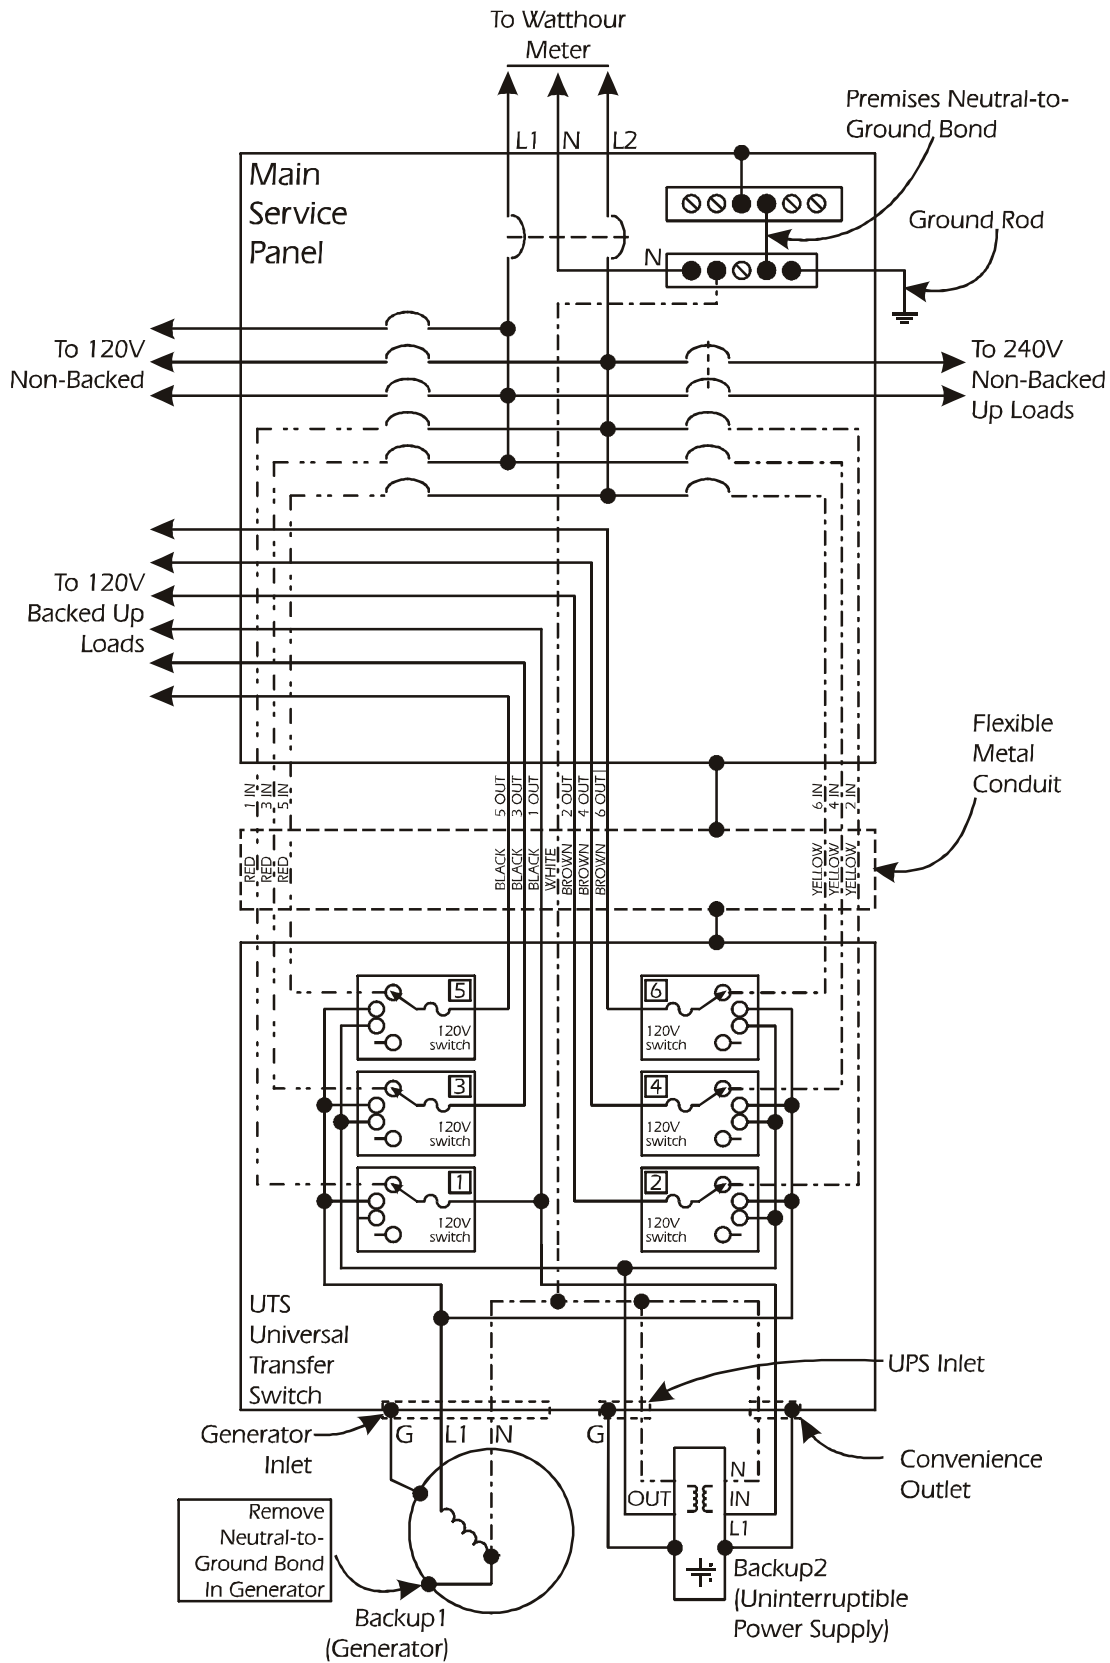 To Watthour
Meter
Premises Neutral-to-
Ground Bond
L1 N L2
Main
Service
Panel
Ground Rod
N
To 120V
Non-Backed
To 240V
Non-Backed
Up Loads
To 120V
Backed Up
Loads
Flexible
Metal
Conduit
1 IN
3 IN
5 IN
5 OUT
3 OUT
1 OUT
2 OUT
4 OUT
6 OUT
6 IN
4 IN
2 IN
RED
RED
RED
BLACK
BLACK
BLACK
WHITE
BROWN
BROWN
BROWN
YELLOW
YELLOW
YELLOW
5
120V
switch
6
120V
switch
3
120V
switch
4
120V
switch
1
120V
switch
2
120V
switch
UTS
Universal
Transfer
Switch
UPS Inlet
Generator
Inlet
G L1 N
G
Convenience
Outlet
N
OUT IN
L1
Remove
Neutral-to-
Ground Bond
In Generator
Backup1
(Generator)
Backup2
(Uninterruptible
Power Supply)